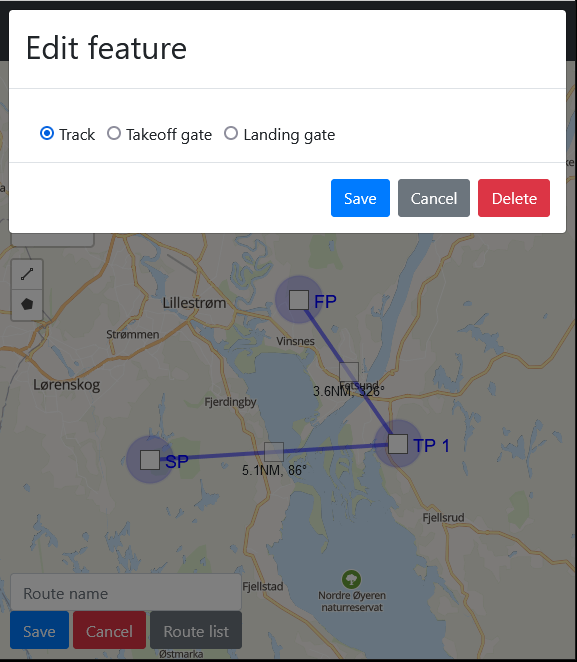 Edit feature
Track Takeoff gate Landing gate
Save Cancel Delete
Lillestrøm
FP
Strømmen
Vinsnes
Lørenskog
Fetsund
3.6NM, 326°
Fjerdingby
TP 1
SP
5.1NM, 86°
Fjellsrud
Route name
Fjellstad
Nordre Øyeren
naturreservat
Save Cancel Route list
Østmarka